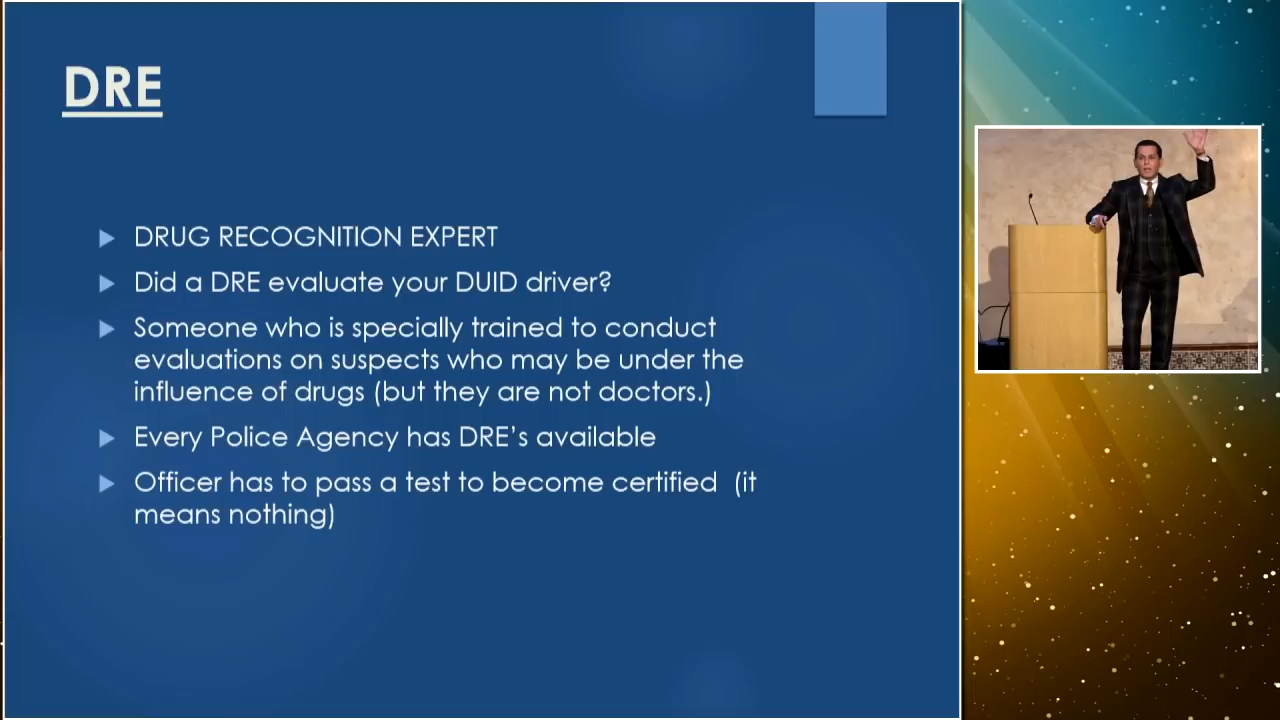 DRE
DRUG RECOGNITION EXPERT
Did a DRE evaluate your DUID driver?
Someone who is specially trained to conduct
evaluations on suspects who may be under the
influence of drugs (but they are not doctors.)
Every Police Agency has DRE's available
Officer has to pass a test to become certified (it
means nothing)